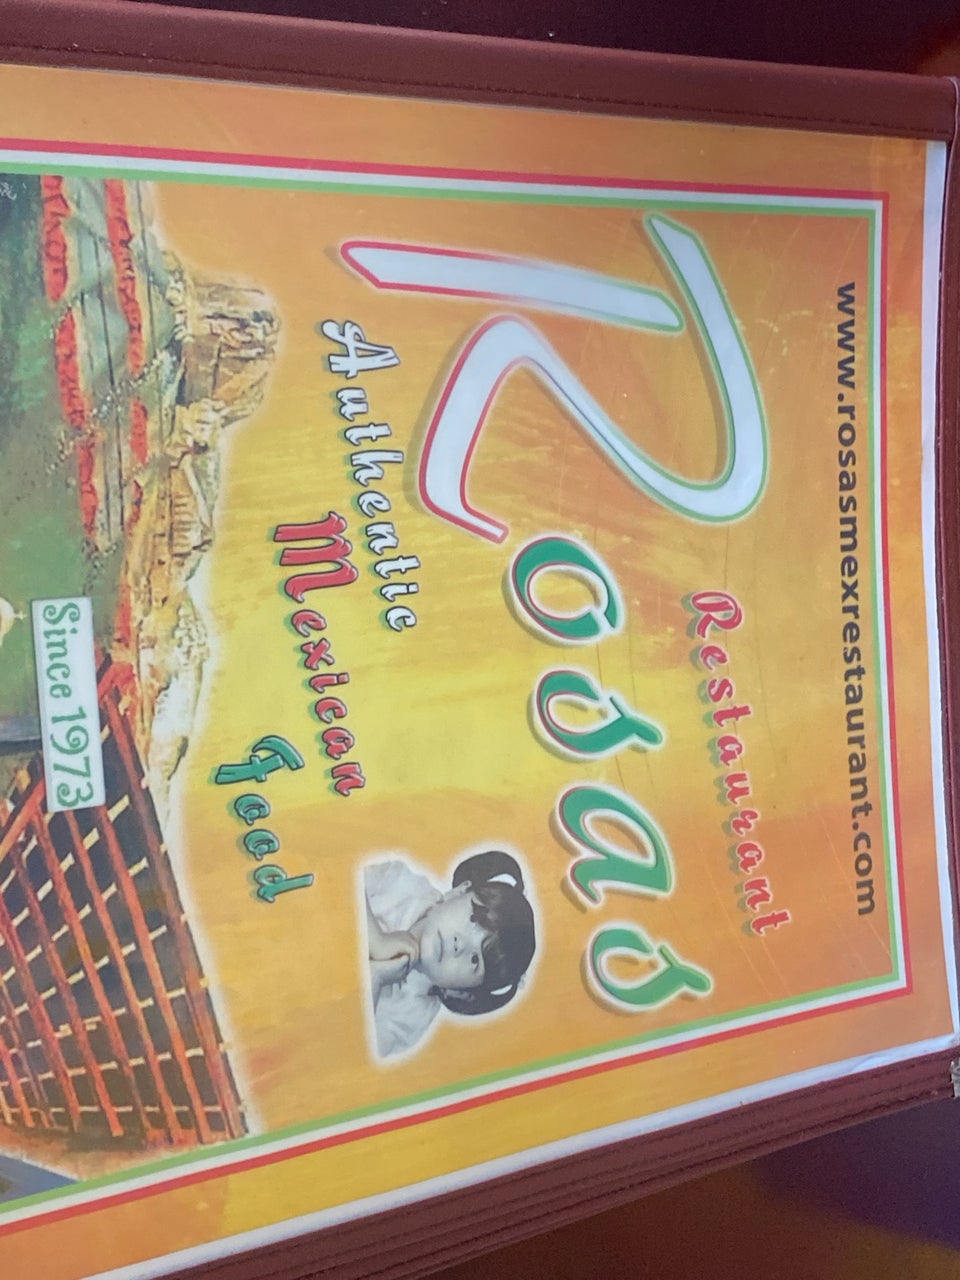 www.rosasmexrestaurant.com
Restaurant
Rosas
Authentic
Mexican
Food
Since 1973